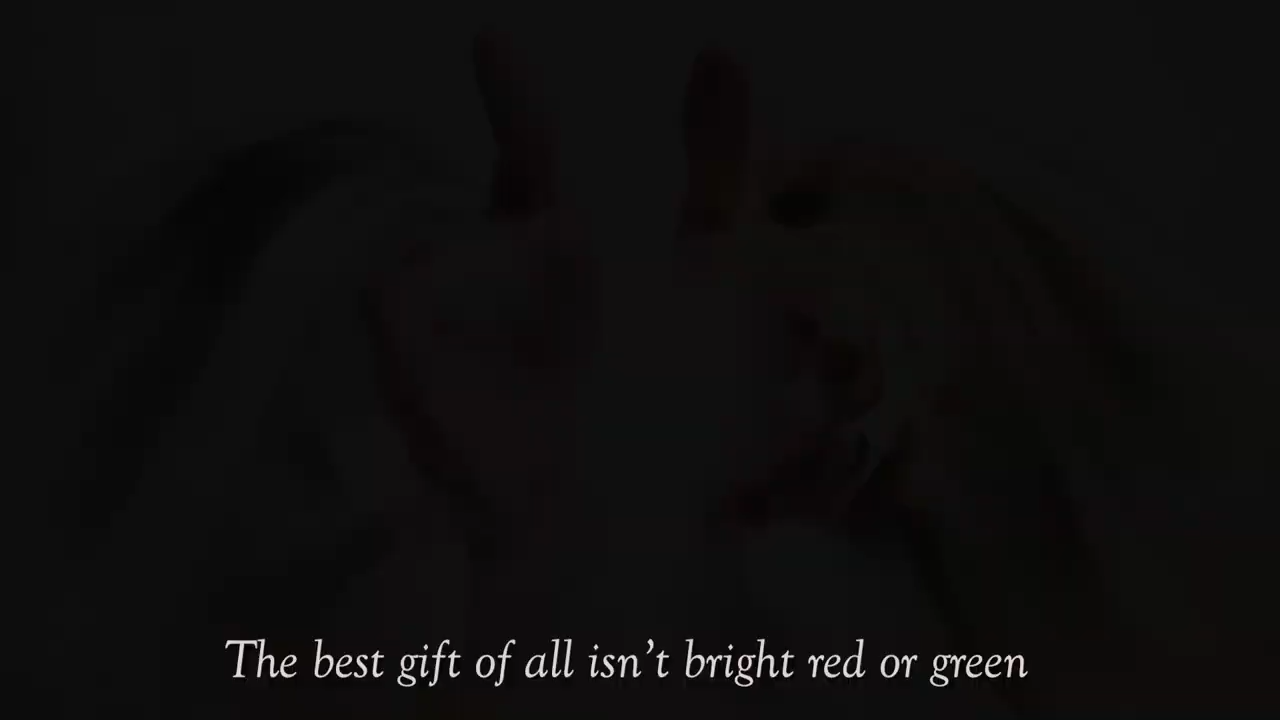 The best gift of all isn’t bright red or green